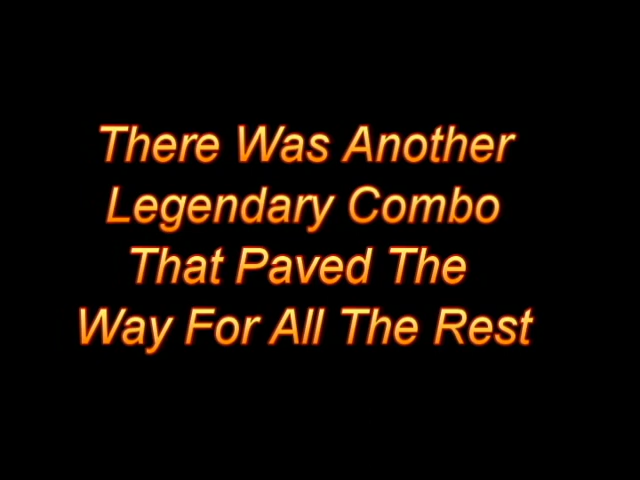 There Was Another
Legendary Combo
That Paved The
Way For All The Rest